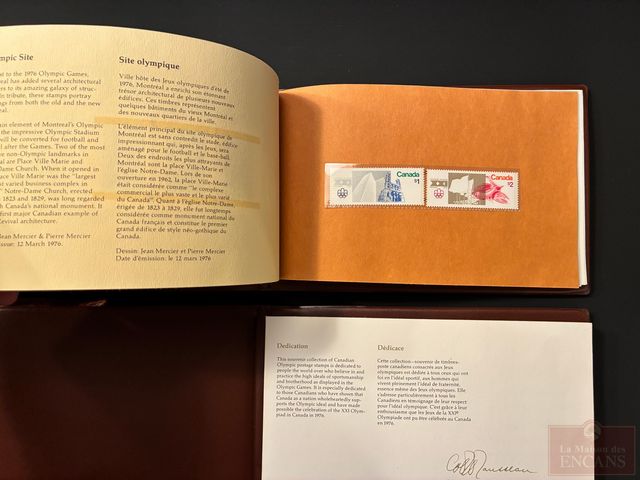 mpic Site
st to the 1976 Olympic Games,
eal has added several architectural
ers to its amazing galaxy of struc-
In tribute, these stamps portray
ngs from both the old and the new
eal.
ain element of Montreal's Olympic
the impressive Olympic Stadium
will be converted for football and
l after the Games. Two of the most
ve non-Olympic landmarks in
eal are Place Ville Marie and
Dame Church. When it opened in
Place Ville Marie was the "largest
st varied business complex in
" Notre-Dame Church, erected
n 1823 and 1829, was long regarded
Canada's national monument. It
first major Canadian example of
evival architecture.
Jean Mercier & Pierre Mercier
issue: 12 March 1976.
Site olympique
Ville hôte des Jeux olympiques d'été de
1976, Montréal a enrichi son étonnant
trésor architectural de plusieurs nouveaux
édifices. Ces timbres représentent
quelques bâtiments du vieux Montréal et
des nouveaux quartiers de la ville.
L'élément principal du site olympique de
Montréal est sans contredit le stade, édifice
impressionnant qui, après les Jeux, sera
aménagé pour le football et le base-ball.
Deux des endroits les plus attrayants de
Montréal sont la place Ville-Marie et
l'église Notre-Dame. Lors de son
ouverture en 1962, la place Ville-Marie
était considérée comme "le complexe
commercial le plus vaste et le plus varié
du Canada". Quant à l'église Notre-Dame,
érigée de 1823 à 1829, elle fut longtemps
considérée comme monument national du
Canada français et constitue le premier
grand édifice de style néo-gothique du
Canada.
Dessin: Jean Mercier et Pierre Mercier
Date d'émission: le 12 mars 1976
Canada
$1
Canada
$2
Dedication
This souvenir collection of Canadian
Olympic postage stamps is dedicated to
people the world over who believe in and
practice the high ideals of sportsmanship
and brotherhood as displayed in the
Olympic Games. It is especially dedicated
to those Canadians who have shown that
Canada as a nation wholeheartedly sup-
ports the Olympic ideal and have made
possible the celebration of the XXI Olym-
piad in Canada in 1976.
Dédicace
Cette collection-souvenir de timbres-
poste canadiens consacrés aux Jeux
olympiques est dédiée à tous ceux qui ont
foi en l'idéal sportif, aux hommes qui
vivent pleinement l'idéal de fraternité,
essence même des Jeux olympiques. Elle
s'adresse particulièrement à tous les
Canadiens en témoignage de leur respect
pour l'idéal olympique. C'est grâce à leur
enthousiasme que les Jeux de la XXIe
Olympiade ont pu être célébrés au Canada
en 1976.
La Maison des
ENCANS